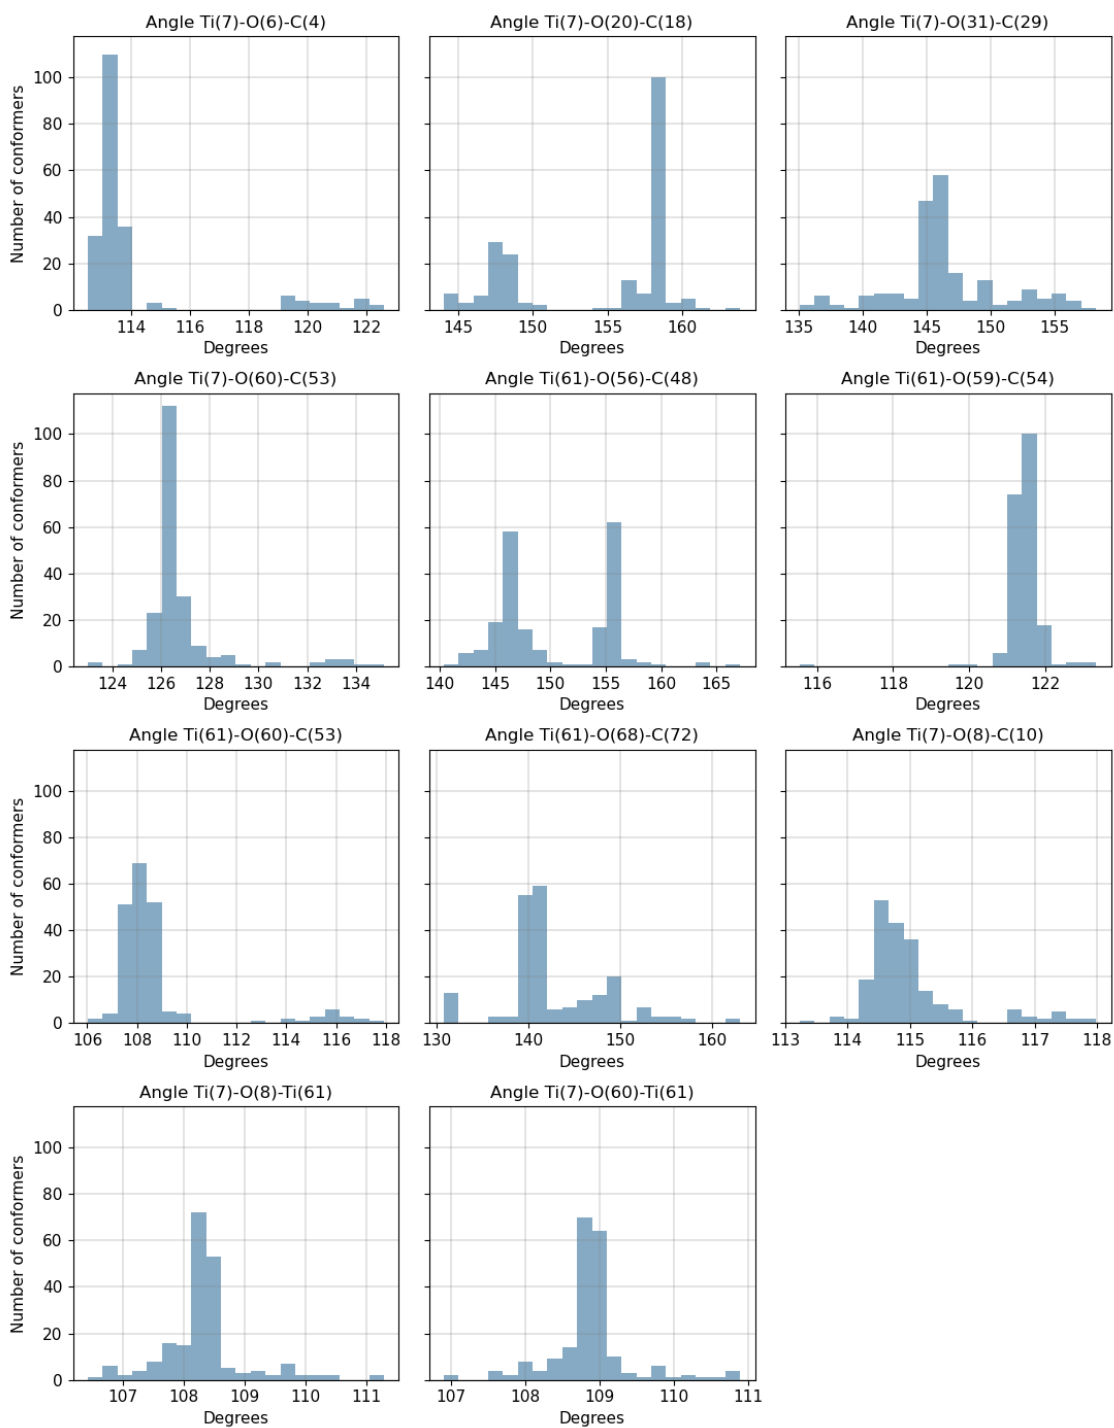 Angle Ti(7)-O(6)-C(4) Angle Ti(7)-O(20)-C(18) Angle Ti(7)-O(31)-C(29)
Number of conformers
100
80
60
40
20
0
114 116 118 120 122 145 150 155 160 135 140 145 150 155
Degrees Degrees Degrees
Angle Ti(7)-O(60)-C(53) Angle Ti(61)-O(56)-C(48) Angle Ti(61)-O(59)-C(54)
Number of conformers
100
80
60
40
20
0
124 126 128 130 132 134 140 145 150 155 160 165 116 118 120 122
Degrees Degrees Degrees
Angle Ti(61)-O(60)-C(53) Angle Ti(61)-O(68)-C(72) Angle Ti(7)-O(8)-C(10)
Number of conformers
100
80
60
40
20
0
106 108 110 112 114 116 118 130 140 150 160 113 114 115 116 117 118
Degrees Degrees Degrees
Angle Ti(7)-O(8)-Ti(61) Angle Ti(7)-O(60)-Ti(61)
Number of conformers
100
80
60
40
20
0
107 108 109 110 111 107 108 109 110 111
Degrees Degrees